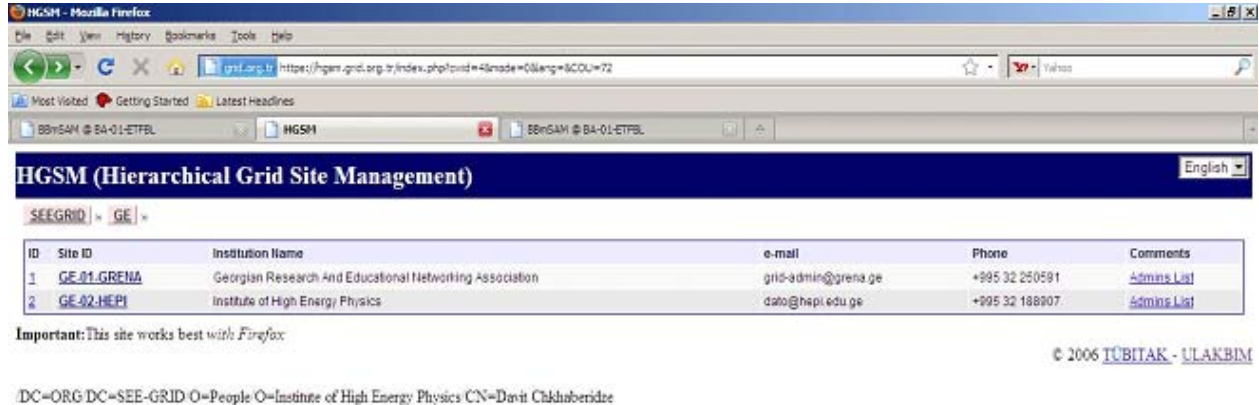 HGSM - Mozilla Firefox
File Edit View History Bookmarks Tools Help
grid.org.tr https://hgsm.grid.org.tr/index.php?cwid=4&mode=0&lang=&COU=72 Yahoo
Most Visited Getting Started Latest Headlines
BBmSAM @ BA-01-ETFBL HGSM BBmSAM @ BA-01-ETFBL
HGSM (Hierarchical Grid Site Management) English
SEEGRID » GE »
ID Site ID Institution Name e-mail Phone Comments
1 GE-01-GRENA Georgian Research And Educational Networking Association grid-admin@grena.ge +995 32 250591 Admins List
2 GE-02-HEPI Institute of High Energy Physics dato@hepi.edu.ge +995 32 188907 Admins List
Important:This site works best with Firefox
© 2006 TÜBITAK - ULAKBIM
/DC=ORG/DC=SEE-GRID/O=People/O=Institute of High Energy Physics/CN=Davit Chkhaberidze